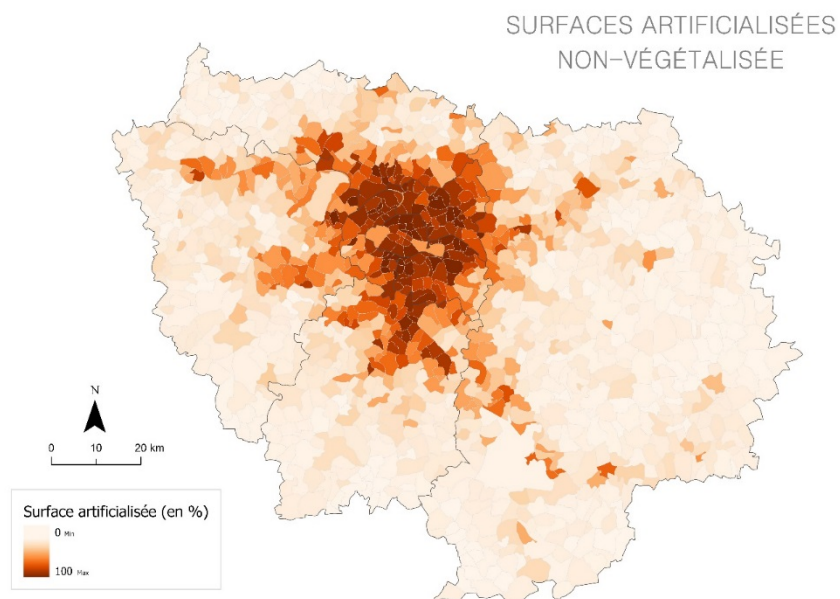 SURFACES ARTIFICIALISÉES
NON-VÉGÉTALISÉE
N
0 10 20 km
Surface artificialisée (en %)
0 Min
100 Max